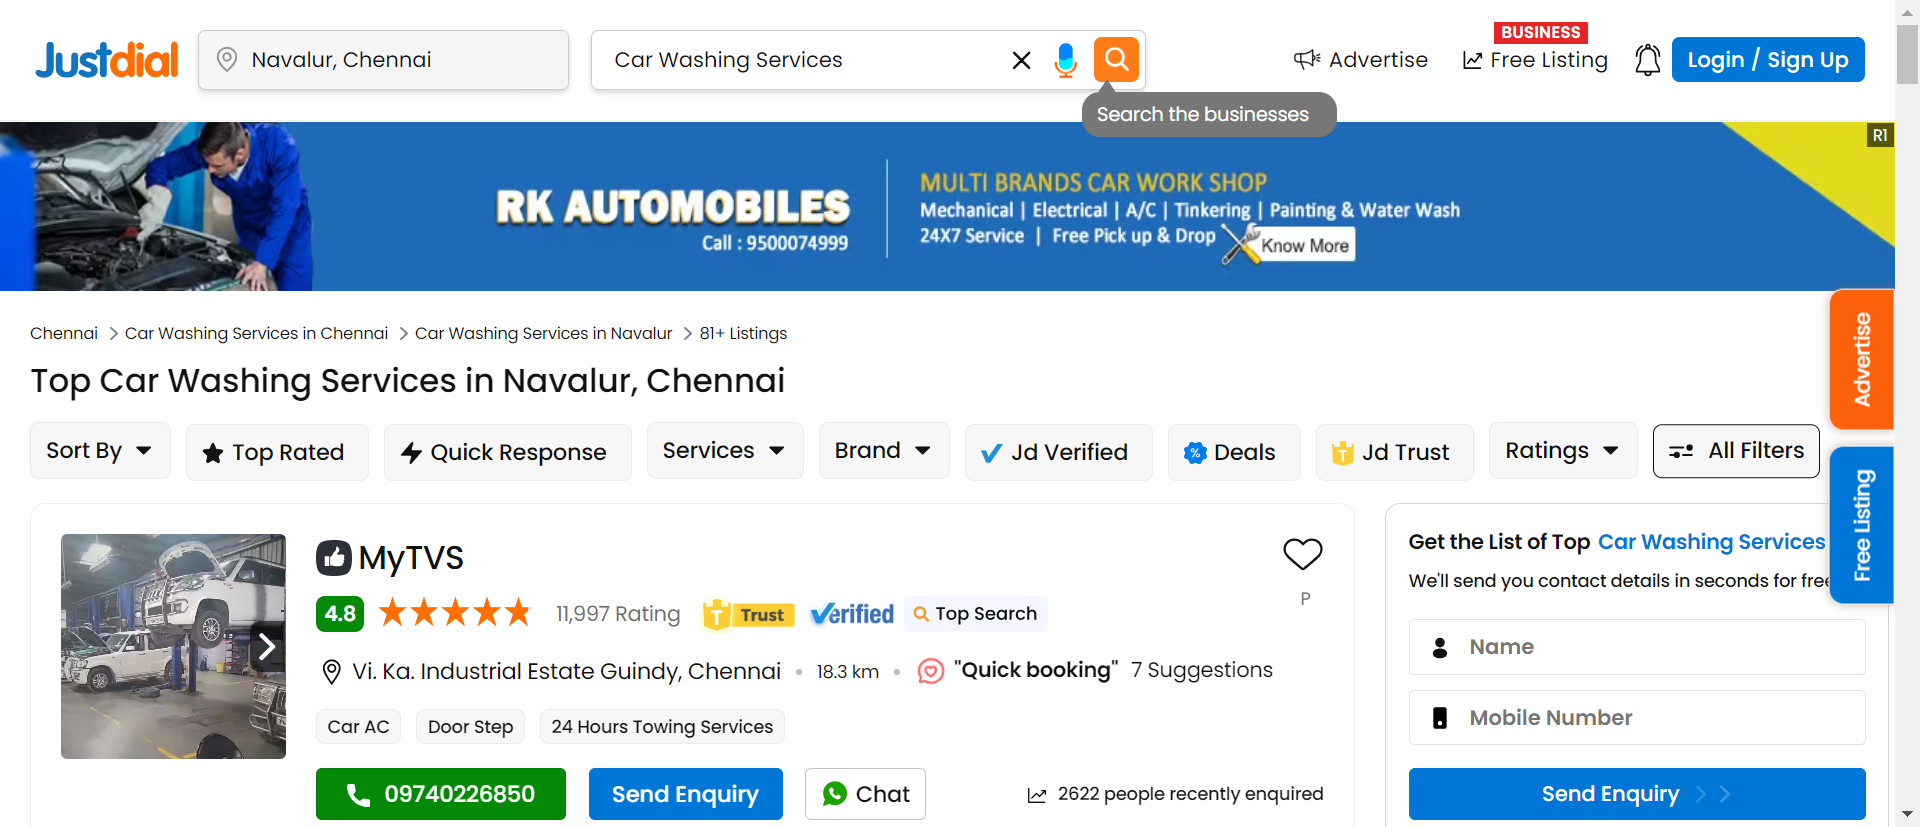 Justdial
Navalur, Chennai
Car Washing Services
Advertise
BUSINESS
Free Listing
Login / Sign Up
Search the businesses
R1
RK AUTOMOBILES
Call : 9500074999
MULTI BRANDS CAR WORK SHOP
Mechanical | Electrical | A/C | Tinkering | Painting & Water Wash
24X7 Service | Free Pick up & Drop
Know More
Chennai
Car Washing Services in Chennai
Car Washing Services in Navalur
81+ Listings
Top Car Washing Services in Navalur, Chennai
Sort By
Top Rated
Quick Response
Services
Brand
Jd Verified
Deals
Jd Trust
Ratings
All Filters
Advertise
Free Listing
MyTVS
4.8
11,997 Rating
Trust
Verified
Top Search
P
Vi. Ka. Industrial Estate Guindy, Chennai
18.3 km
"Quick booking"
7 Suggestions
Car AC
Door Step
24 Hours Towing Services
09740226850
Send Enquiry
Chat
2622 people recently enquired
Get the List of Top Car Washing Services
We'll send you contact details in seconds for free
Name
Mobile Number
Send Enquiry